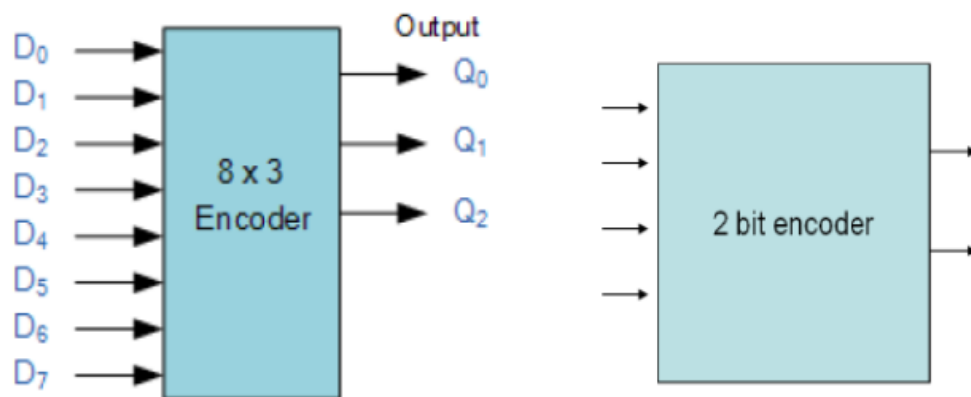 Output
D₀
D₁
D₂
D₃
D₄
D₅
D₆
D₇
8 x 3
Encoder
Q₀
Q₁
Q₂
2 bit encoder